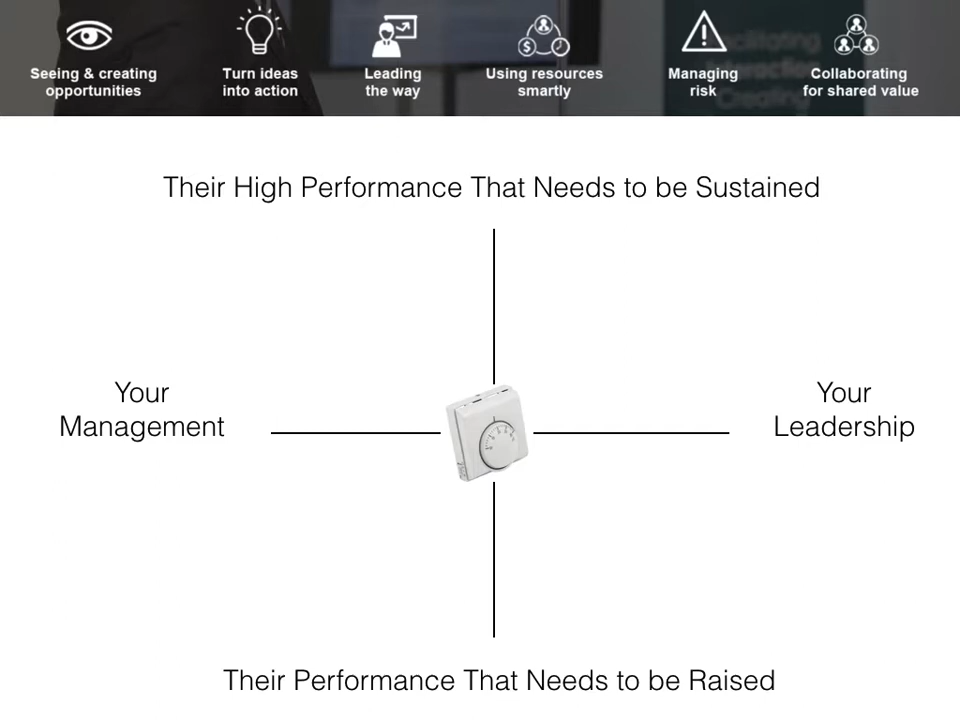 Seeing & creating
opportunities
Turn ideas
into action
Leading
the way
Using resources
smartly
Managing
risk
Collaborating
for shared value
Their High Performance That Needs to be Sustained
Your
Management
Your
Leadership
Their Performance That Needs to be Raised